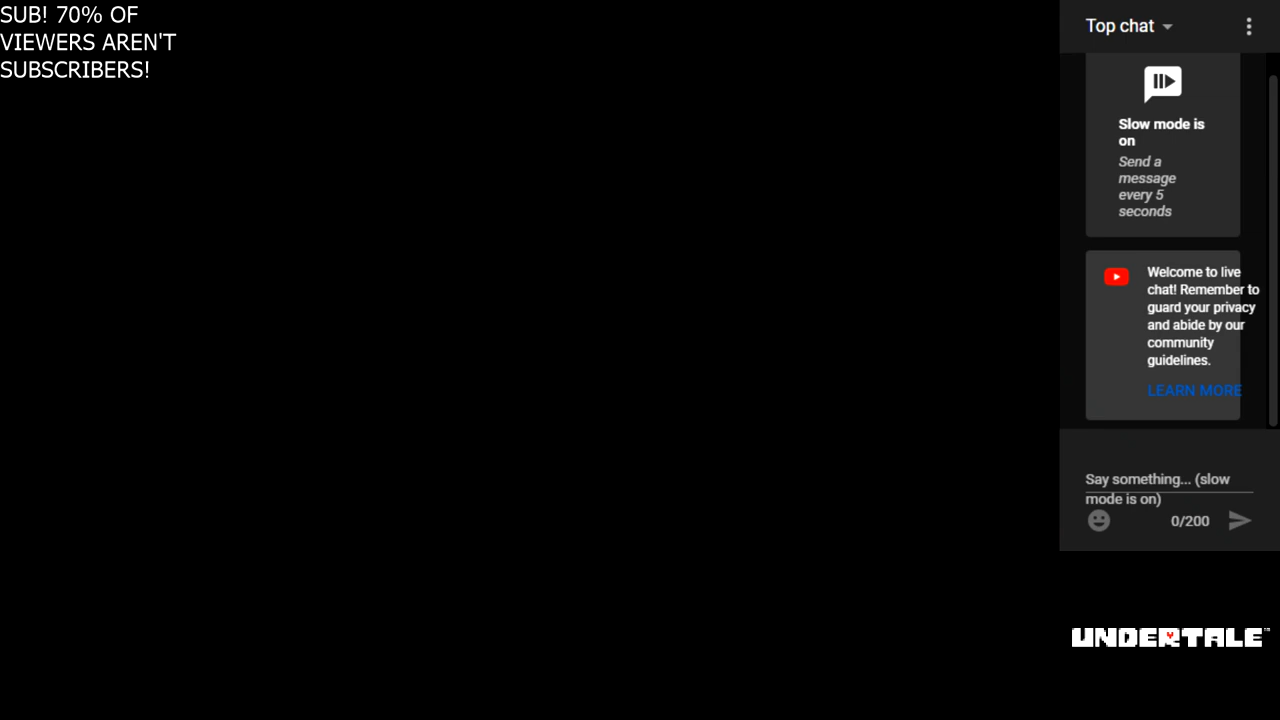 SUB! 70% OF
VIEWERS AREN'T
SUBSCRIBERS!
Top chat
Slow mode is
on
Send a
message
every 5
seconds
Welcome to live
chat! Remember to
guard your privacy
and abide by our
community
guidelines.
LEARN MORE
Say something... (slow
mode is on)
0/200
UNDERTALE™